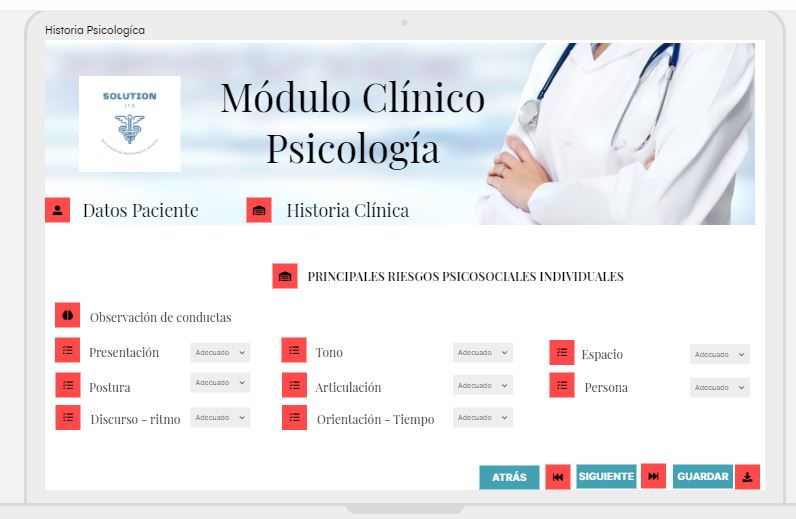 Historia Psicologíca
SOLUTION
IPS
Módulo Clínico
Psicología
Datos Paciente
Historia Clínica
PRINCIPALES RIESGOS PSICOSOCIALES INDIVIDUALES
Observación de conductas
Presentación Adecuado
Tono Adecuado
Espacio Adecuado
Postura Adecuado
Articulación Adecuado
Persona Adecuado
Discurso - ritmo Adecuado
Orientación - Tiempo Adecuado
ATRÁS
SIGUIENTE
GUARDAR